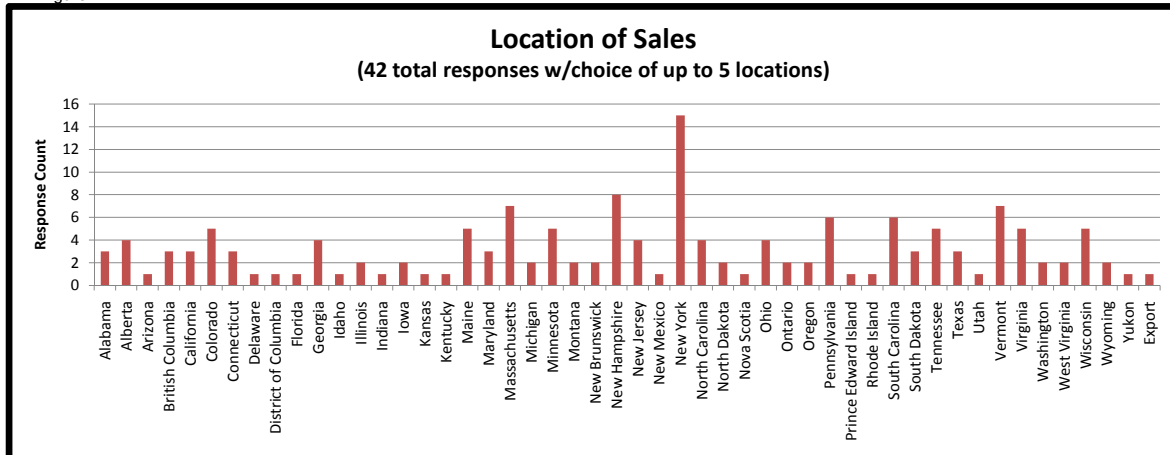 Location of Sales
(42 total responses w/choice of up to 5 locations)
Response Count
16
14
12
10
8
6
4
2
0
Alabama
Alberta
Arizona
British Columbia
California
Colorado
Connecticut
Delaware
District of Columbia
Florida
Georgia
Idaho
Illinois
Indiana
Iowa
Kansas
Kentucky
Maine
Maryland
Massachusetts
Michigan
Minnesota
Montana
New Brunswick
New Hampshire
New Jersey
New Mexico
New York
North Carolina
North Dakota
Nova Scotia
Ohio
Ontario
Oregon
Pennsylvania
Prince Edward Island
Rhode Island
South Carolina
South Dakota
Tennessee
Texas
Utah
Vermont
Virginia
Washington
West Virginia
Wisconsin
Wyoming
Yukon
Export